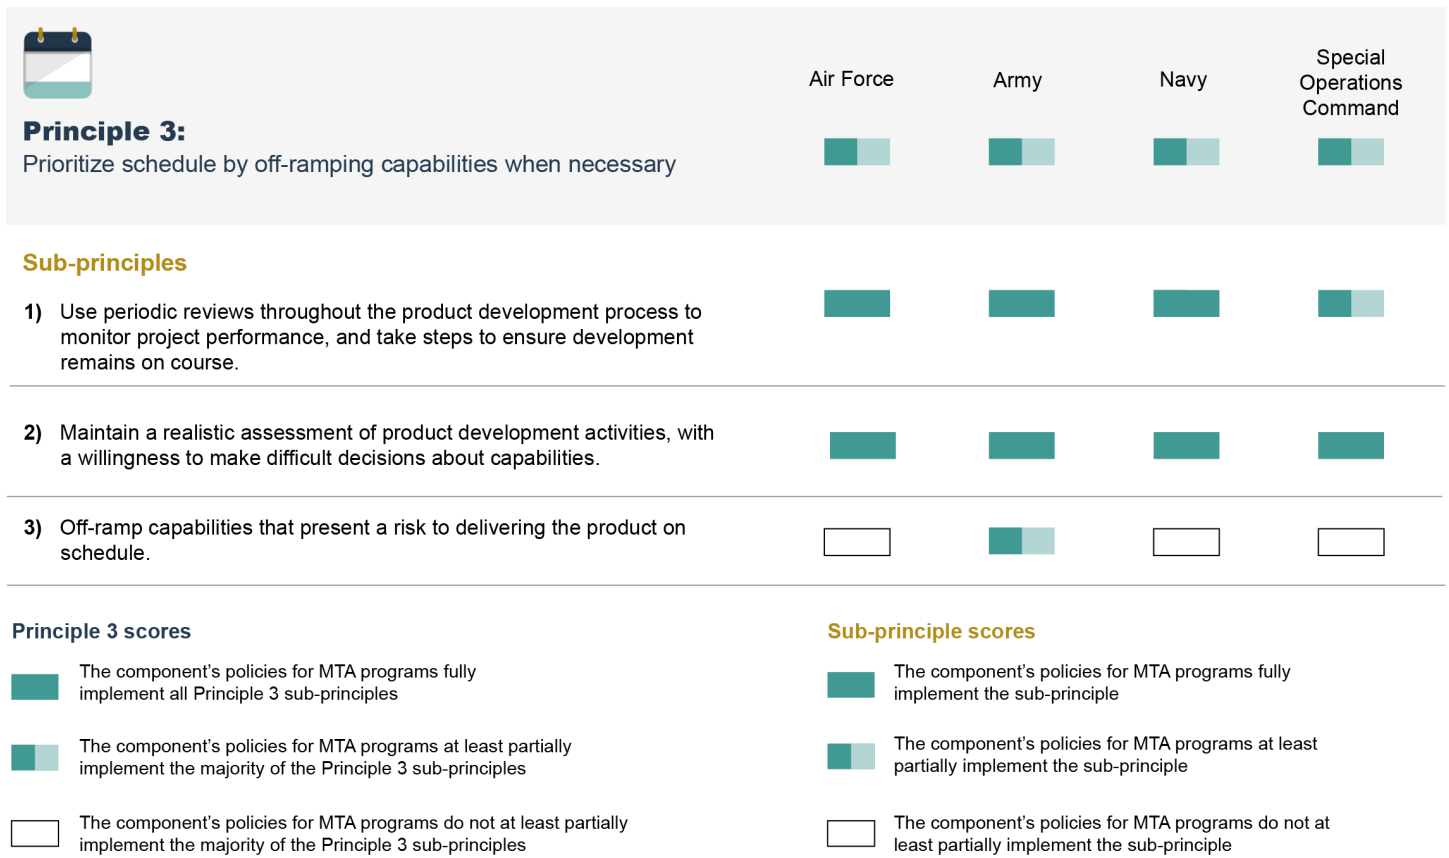 Air Force
Army
Navy
Special
Operations
Command
Principle 3:
Prioritize schedule by off-ramping capabilities when necessary
Sub-principles
1) Use periodic reviews throughout the product development process to
monitor project performance, and take steps to ensure development
remains on course.
2) Maintain a realistic assessment of product development activities, with
a willingness to make difficult decisions about capabilities.
3) Off-ramp capabilities that present a risk to delivering the product on
schedule.
Principle 3 scores
The component’s policies for MTA programs fully
implement all Principle 3 sub-principles
The component’s policies for MTA programs at least partially
implement the majority of the Principle 3 sub-principles
The component’s policies for MTA programs do not at least partially
implement the majority of the Principle 3 sub-principles
Sub-principle scores
The component’s policies for MTA programs fully
implement the sub-principle
The component’s policies for MTA programs at least
partially implement the sub-principle
The component’s policies for MTA programs do not at
least partially implement the sub-principle